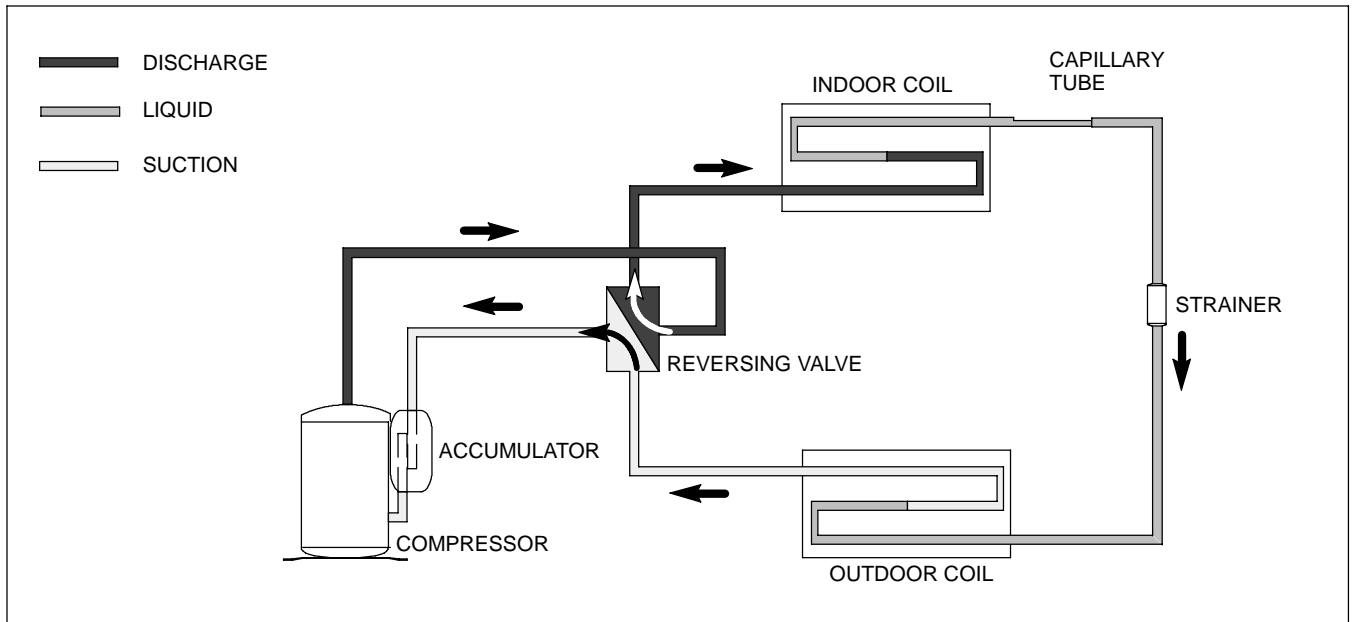 DISCHARGE
LIQUID
SUCTION
INDOOR COIL
CAPILLARY
TUBE
STRAINER
REVERSING VALVE
ACCUMULATOR
COMPRESSOR
OUTDOOR COIL